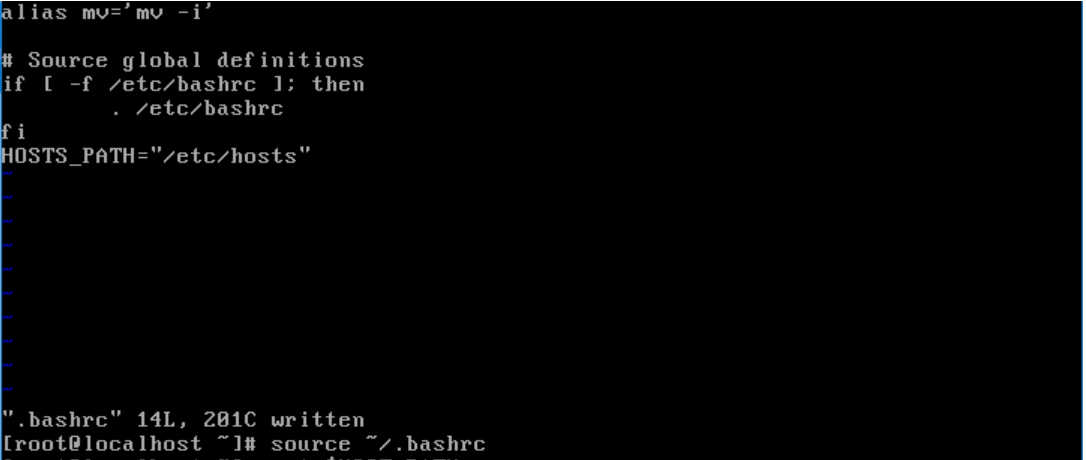 alias mv='mv -i'
# Source global definitions
if [ -f /etc/bashrc ]; then
        . /etc/bashrc
fi
HOSTS_PATH="/etc/hosts"
~
~
~
~
~
~
~
~
~
~
".bashrc" 14L, 201C written
[root@localhost ~]# source ~/.bashrc